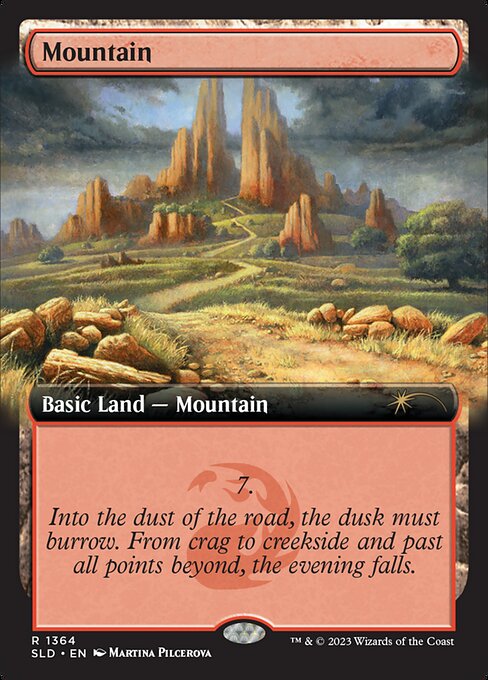 Mountain
Basic Land — Mountain
7.
Into the dust of the road, the dusk must
burrow. From crag to creekside and past
all points beyond, the evening falls.
R 1364
SLD • EN Martina Pilcerova
™ & © 2023 Wizards of the Coast